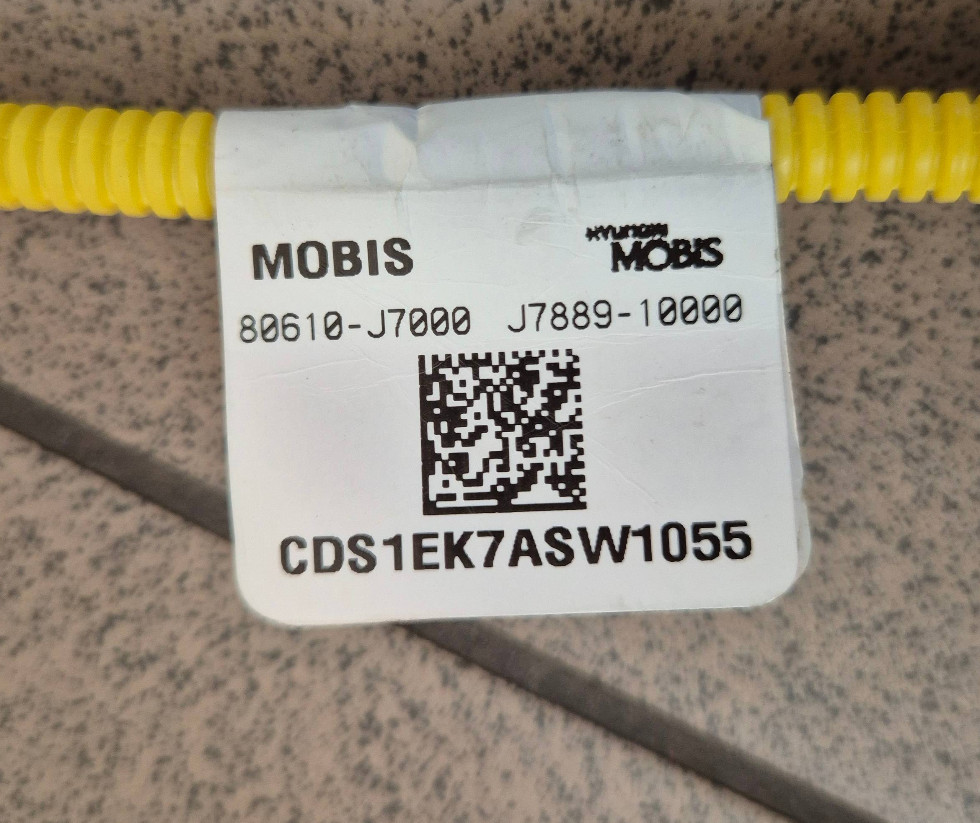 MOBIS
HYUNDAI
MOBIS
80610-J7000 J7889-10000
CDS1EK7ASW1055